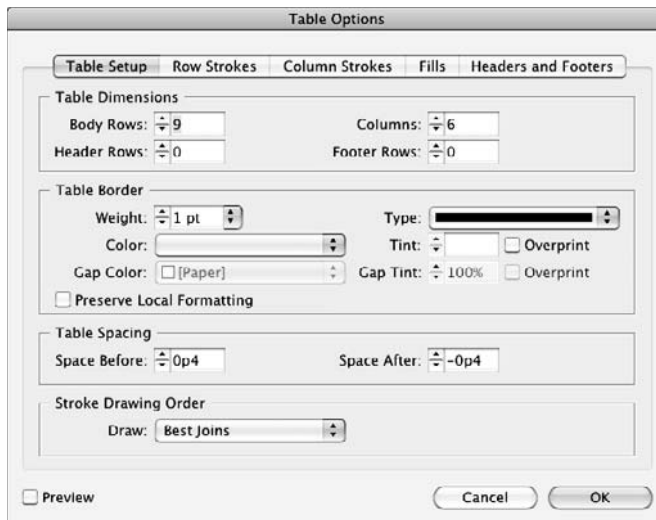 Table Options
Table Setup Row Strokes Column Strokes Fills Headers and Footers
Table Dimensions
Body Rows: 9 Columns: 6
Header Rows: 0 Footer Rows: 0
Table Border
Weight: 1 pt Type:
Color: Tint: Overprint
Gap Color: [Paper] Gap Tint: 100% Overprint
Preserve Local Formatting
Table Spacing
Space Before: 0p4 Space After: -0p4
Stroke Drawing Order
Draw: Best Joins
Preview Cancel OK